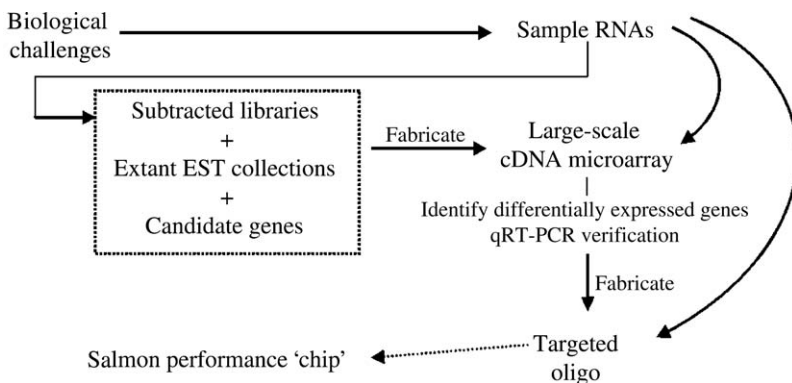 Biological
challenges
Sample RNAs
Subtracted libraries
+
Extant EST collections
+
Candidate genes
Fabricate
Large-scale
cDNA microarray
Identify differentially expressed genes
qRT-PCR verification
Fabricate
Targeted
oligo
Salmon performance ‘chip’